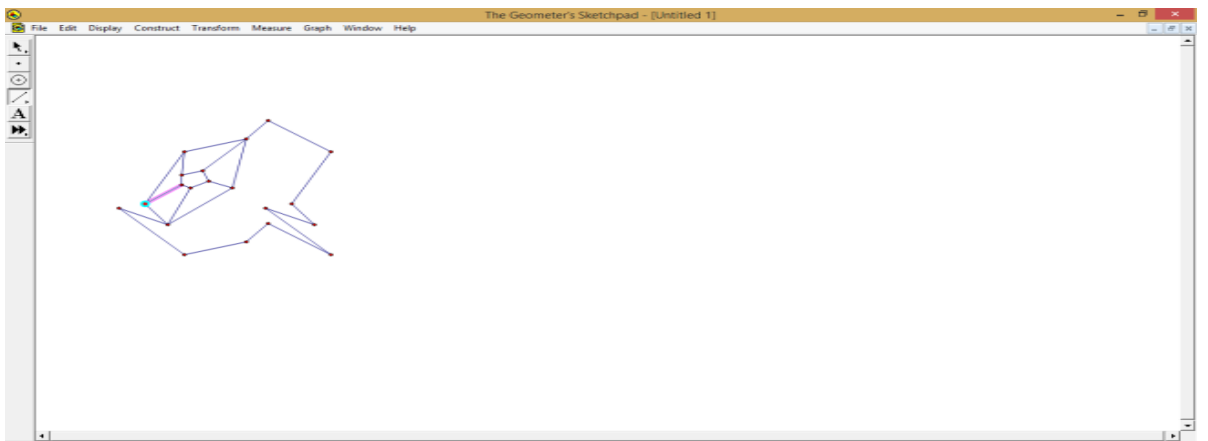 The Geometer's Sketchpad - [Untitled 1]
File Edit Display Construct Transform Measure Graph Window Help
A